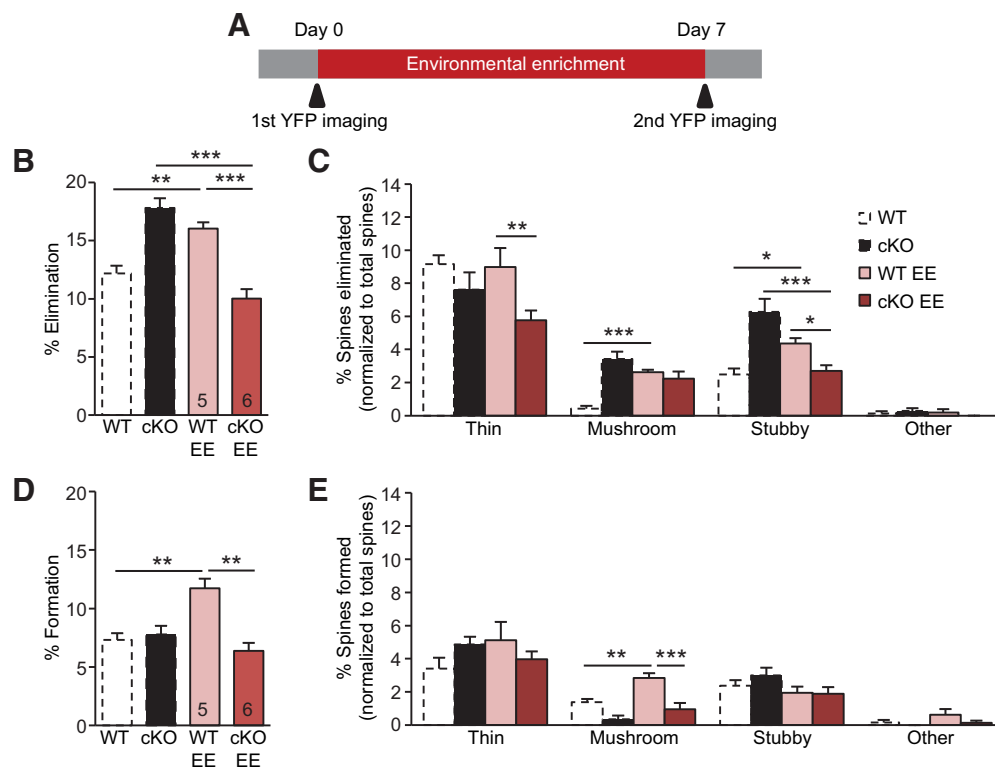 A
Day 0
Day 7
Environmental enrichment
1st YFP imaging
2nd YFP imaging
B
% Elimination
20
15
10
5
0
***
**
***
5
6
WT
cKO
WT EE
cKO EE
C
% Spines eliminated
(normalized to total spines)
14
12
10
8
6
4
2
0
**
***
*
***
*
Thin
Mushroom
Stubby
Other
WT
cKO
WT EE
cKO EE
D
% Formation
20
15
10
5
0
**
**
5
6
WT
cKO
WT EE
cKO EE
E
% Spines formed
(normalized to total spines)
14
12
10
8
6
4
2
0
**
***
Thin
Mushroom
Stubby
Other